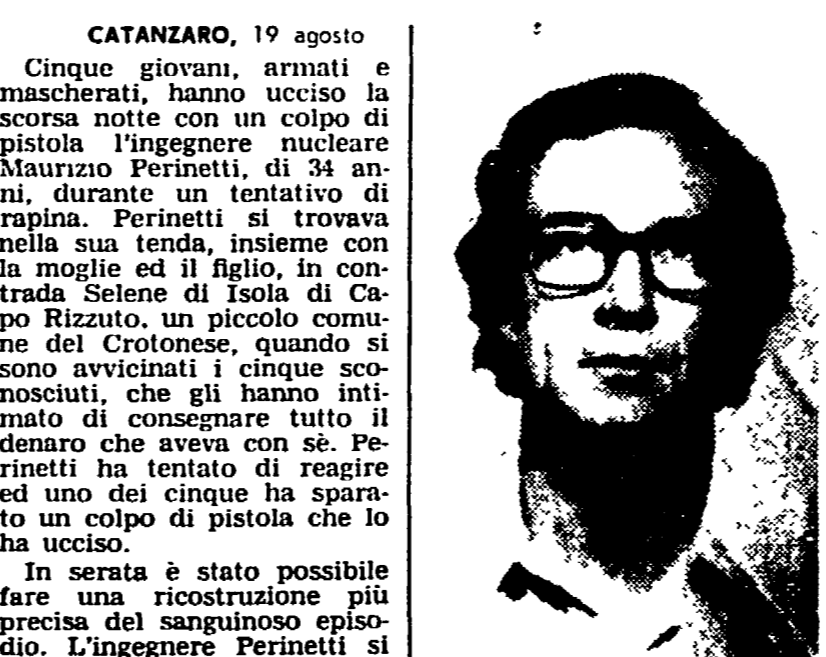 CATANZARO, 19 agosto
Cinque giovani, armati e
mascherati, hanno ucciso la
scorsa notte con un colpo di
pistola l'ingegnere nucleare
Maurizio Perinetti, di 34 an-
ni, durante un tentativo di
rapina. Perinetti si trovava
nella sua tenda, insieme con
la moglie ed il figlio, in con-
trada Selene di Isola di Ca-
po Rizzuto, un piccolo comu-
ne del Crotonese, quando si
sono avvicinati i cinque sco-
nosciuti, che gli hanno inti-
mato di consegnare tutto il
denaro che aveva con sè. Pe-
rinetti ha tentato di reagire
ed uno dei cinque ha spara-
to un colpo di pistola che lo
ha ucciso.
In serata è stato possibile
fare una ricostruzione più
precisa del sanguinoso episo-
dio. L'ingegnere Perinetti si